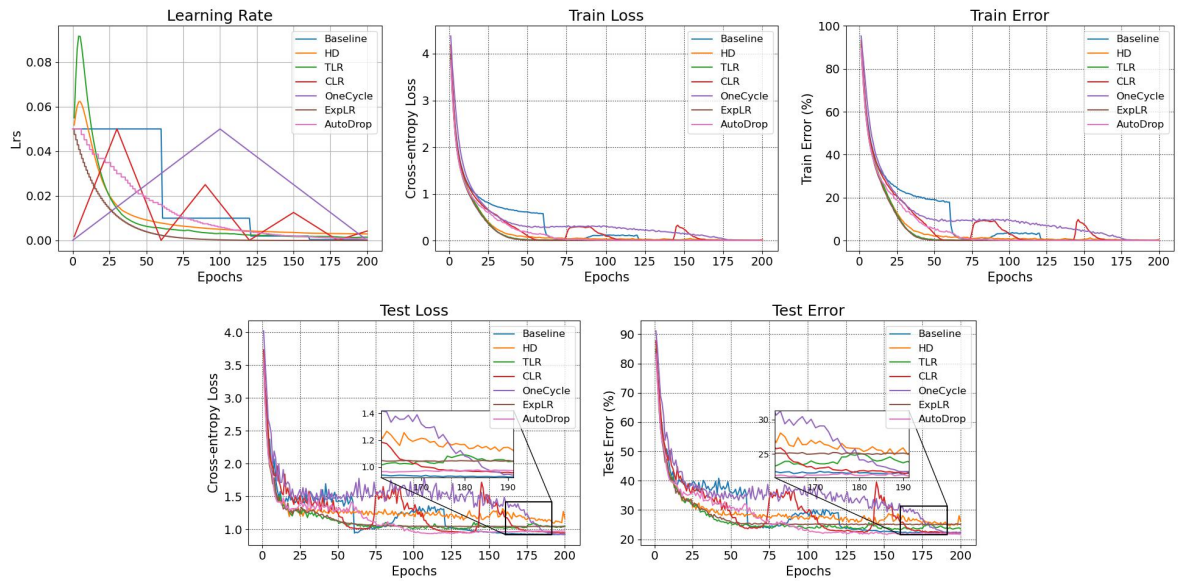 Learning Rate
Lrs
0.08
0.06
0.04
0.02
0.00
0 25 50 75 100 125 150 175 200
Epochs
Baseline
HD
TLR
CLR
OneCycle
ExpLR
AutoDrop
Train Loss
Cross-entropy Loss
4
3
2
1
0
0 25 50 75 100 125 150 175 200
Epochs
Baseline
HD
TLR
CLR
OneCycle
ExpLR
AutoDrop
Train Error
Train Error (%)
100
80
60
40
20
0
0 25 50 75 100 125 150 175 200
Epochs
Baseline
HD
TLR
CLR
OneCycle
ExpLR
AutoDrop
Test Loss
Cross-entropy Loss
4.0
3.5
3.0
2.5
2.0
1.5
1.0
0 25 50 75 100 125 150 175 200
Epochs
Baseline
HD
TLR
CLR
OneCycle
ExpLR
AutoDrop
1.4
1.2
1.0
170 180 190
Test Error
Test Error (%)
90
80
70
60
50
40
30
20
0 25 50 75 100 125 150 175 200
Epochs
Baseline
HD
TLR
CLR
OneCycle
ExpLR
AutoDrop
30
25
170 180 190